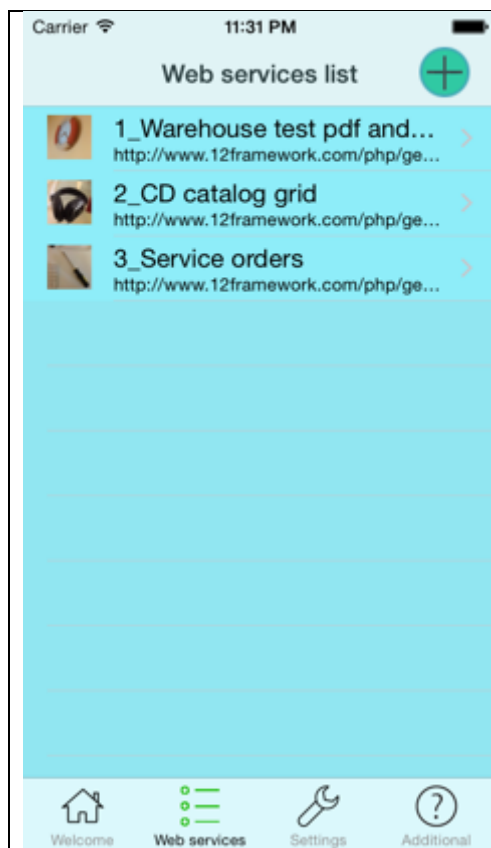 Carrier
11:31 PM
Web services list
1_Warehouse test pdf and...
http://www.12framework.com/php/ge...
2_CD catalog grid
http://www.12framework.com/php/ge...
3_Service orders
http://www.12framework.com/php/ge...
Welcome
Web services
Settings
Additional